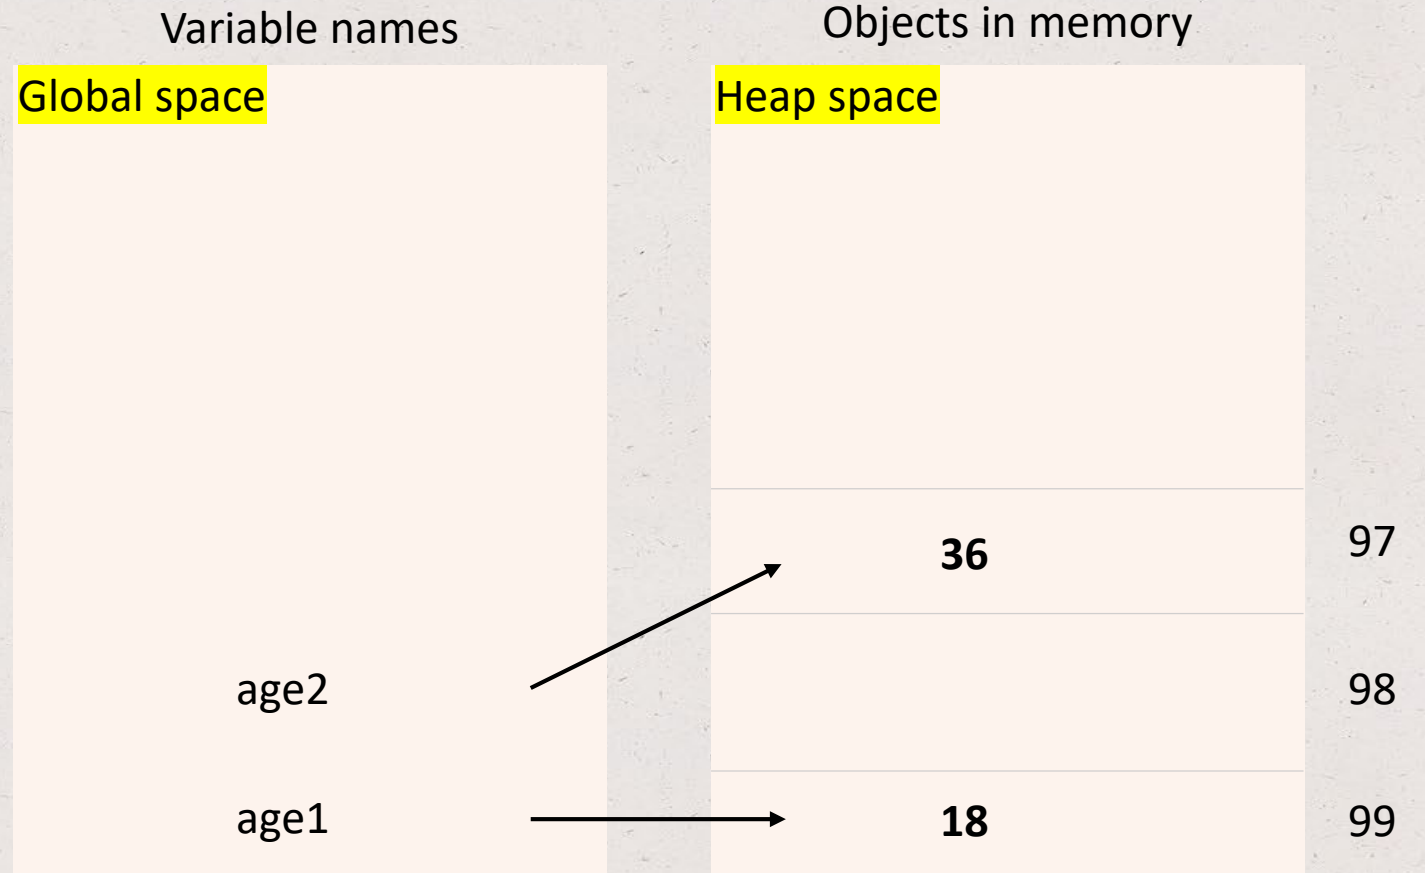 Variable names
Objects in memory
Global space
Heap space
36
97
age2
98
age1
18
99